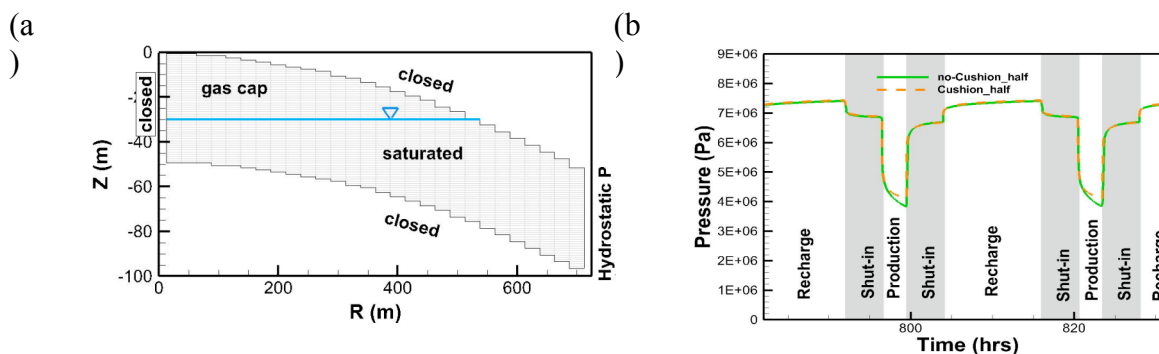 (a
)
0
-20
-40
-60
-80
-100
Z (m)
closed
gas cap
closed
saturated
closed
Hydrostatic P
0
200
400
600
R (m)
(b
)
9E+06
8E+06
7E+06
6E+06
5E+06
4E+06
3E+06
2E+06
1E+06
0
Pressure (Pa)
no-Cushion_half
Cushion_half
Recharge
Shut-in
Production
Shut-in
Recharge
Shut-in
Production
Shut-in
800
820
Time (hrs)